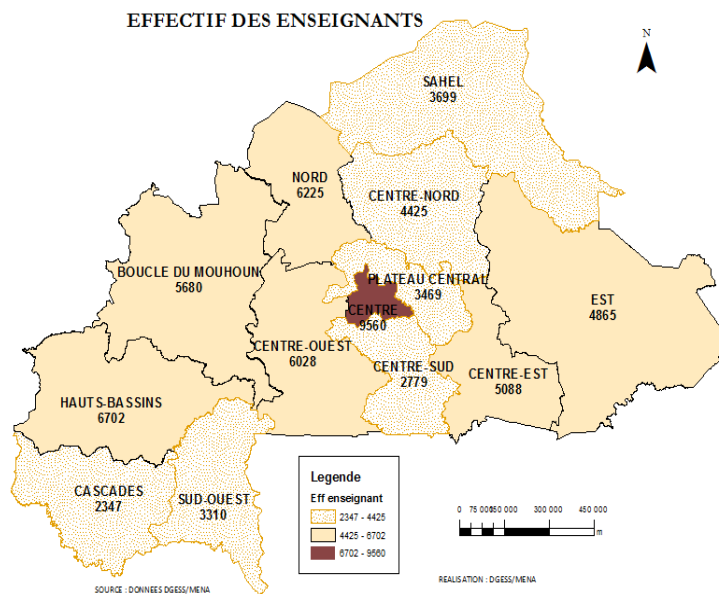 EFFECTIF DES ENSEIGNANTS
N
SAHEL
3699
NORD
6225
CENTRE-NORD
4425
BOUCLE DU MOUHOUN
5680
PLATEAU CENTRAL
3469
EST
4865
CENTRE
9560
CENTRE-OUEST
6028
CENTRE-SUD
2779
CENTRE-EST
5088
HAUTS-BASSINS
6702
CASCADES
2347
SUD-OUEST
3310
Legende
Eff enseignant
2347 - 4425
4425 - 6702
6702 - 9560
0 75 000 150 000 300 000 450 000
m
SOURCE : DONNEES DGESS/MENA
REALISATION : DGESS/MENA